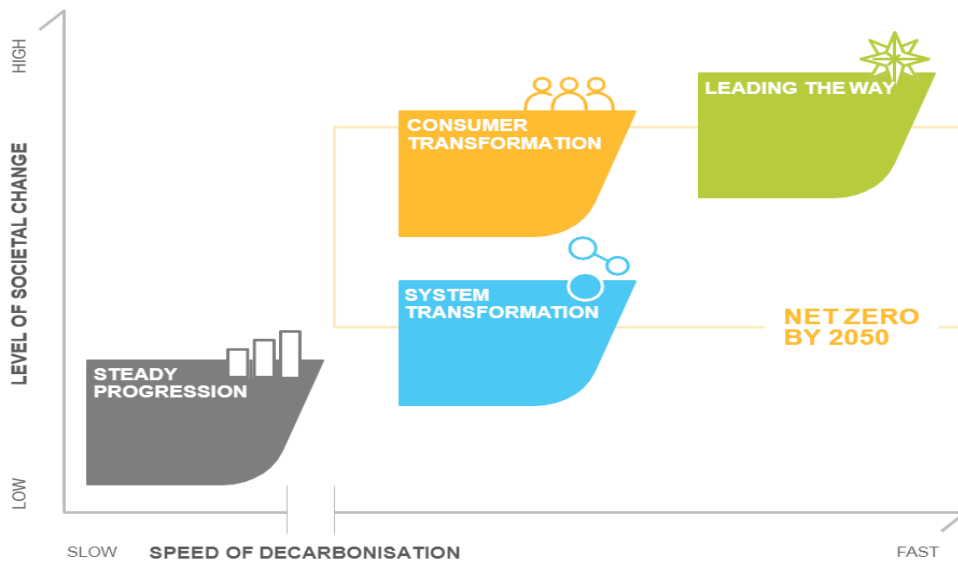 HIGH
LEVEL OF SOCIETAL CHANGE
LOW
LEADING THE WAY
CONSUMER
TRANSFORMATION
SYSTEM
TRANSFORMATION
NET ZERO
BY 2050
STEADY
PROGRESSION
SLOW
SPEED OF DECARBONISATION
FAST